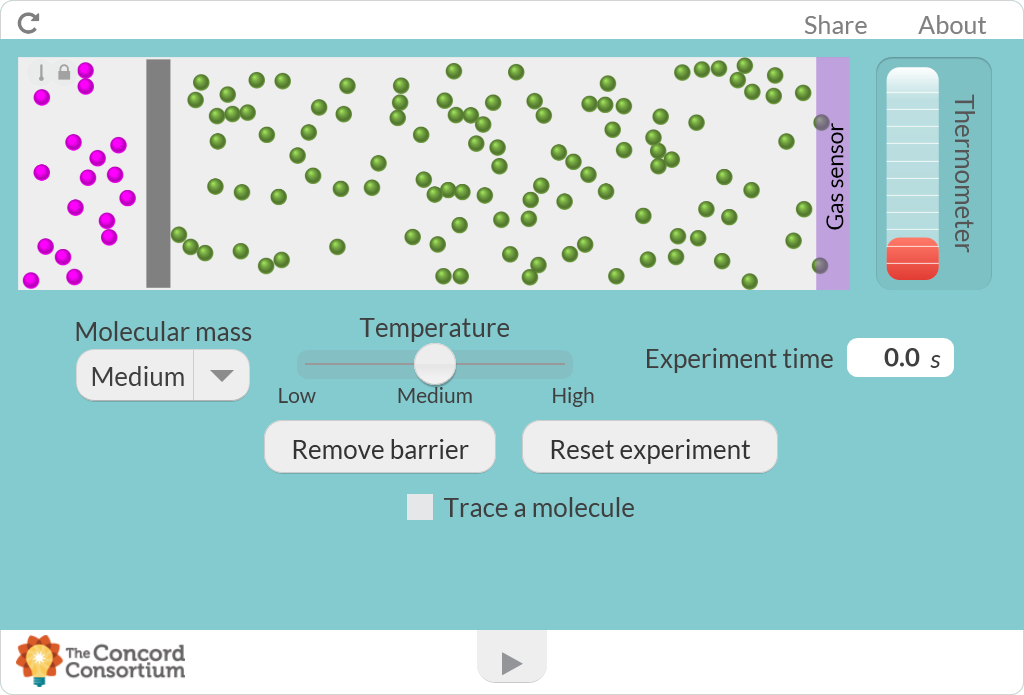 Share About
Gas sensor
Thermometer
Molecular mass
Medium
Temperature
Low Medium High
Experiment time 0.0 s
Remove barrier Reset experiment
Trace a molecule
The Concord
Consortium